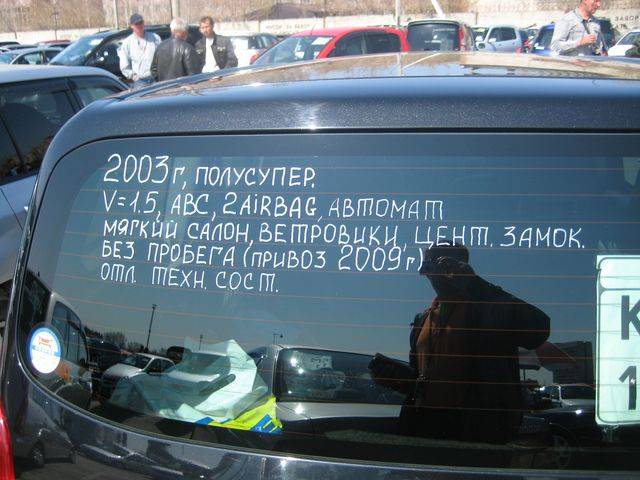 2003г, ПОЛУСУПЕР.
V=1.5, АВС, 2AiRBAG, АВТОМАТ
МЯГКИЙ САЛОН, ВЕТРОВИКИ, ЦЕНТ. ЗАМОК.
БЕЗ ПРОБЕГА (ПРИВОЗ 2009г)
ОТЛ. ТЕХН. СОСТ.
К
1